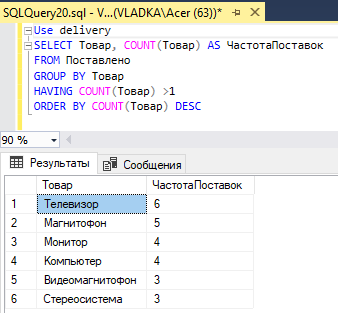 SQLQuery20.sql - V...(VLADKA\Acer (63))*
Use delivery
SELECT Товар, COUNT(Товар) AS ЧастотаПоставок
FROM Поставлено
GROUP BY Товар
HAVING COUNT(Товар) >1
ORDER BY COUNT(Товар) DESC
90 %
Результаты Сообщения
Товар ЧастотаПоставок
1 Телевизор 6
2 Магнитофон 5
3 Монитор 4
4 Компьютер 4
5 Видеомагнитофон 3
6 Стереосистема 3